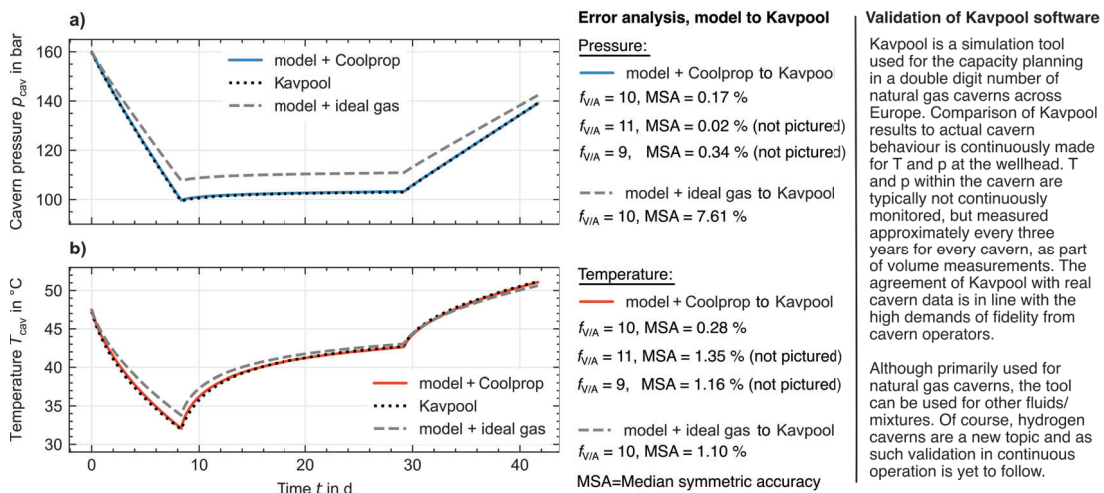 a)
Cavern pressure p_cav in bar
160
140
120
100
model + Coolprop
Kavpool
model + ideal gas
b)
Temperature T_cav in °C
50
45
40
35
30
model + Coolprop
Kavpool
model + ideal gas
0
10
20
30
40
Time t in d
Error analysis, model to Kavpool
Pressure:
model + Coolprop to Kavpool
f_V/A = 10, MSA = 0.17 %
f_V/A = 11, MSA = 0.02 % (not pictured)
f_V/A = 9, MSA = 0.34 % (not pictured)
model + ideal gas to Kavpool
f_V/A = 10, MSA = 7.61 %
Temperature:
model + Coolprop to Kavpool
f_V/A = 10, MSA = 0.28 %
f_V/A = 11, MSA = 1.35 % (not pictured)
f_V/A = 9, MSA = 1.16 % (not pictured)
model + ideal gas to Kavpool
f_V/A = 10, MSA = 1.10 %
MSA=Median symmetric accuracy
Validation of Kavpool software
Kavpool is a simulation tool
used for the capacity planning
in a double digit number of
natural gas caverns across
Europe. Comparison of Kavpool
results to actual cavern
behaviour is continuously made
for T and p at the wellhead. T
and p within the cavern are
typically not continuously
monitored, but measured
approximately every three
years for every cavern, as part
of volume measurements. The
agreement of Kavpool with real
cavern data is in line with the
high demands of fidelity from
cavern operators.
Although primarily used for
natural gas caverns, the tool
can be used for other fluids/
mixtures. Of course, hydrogen
caverns are a new topic and as
such validation in continuous
operation is yet to follow.